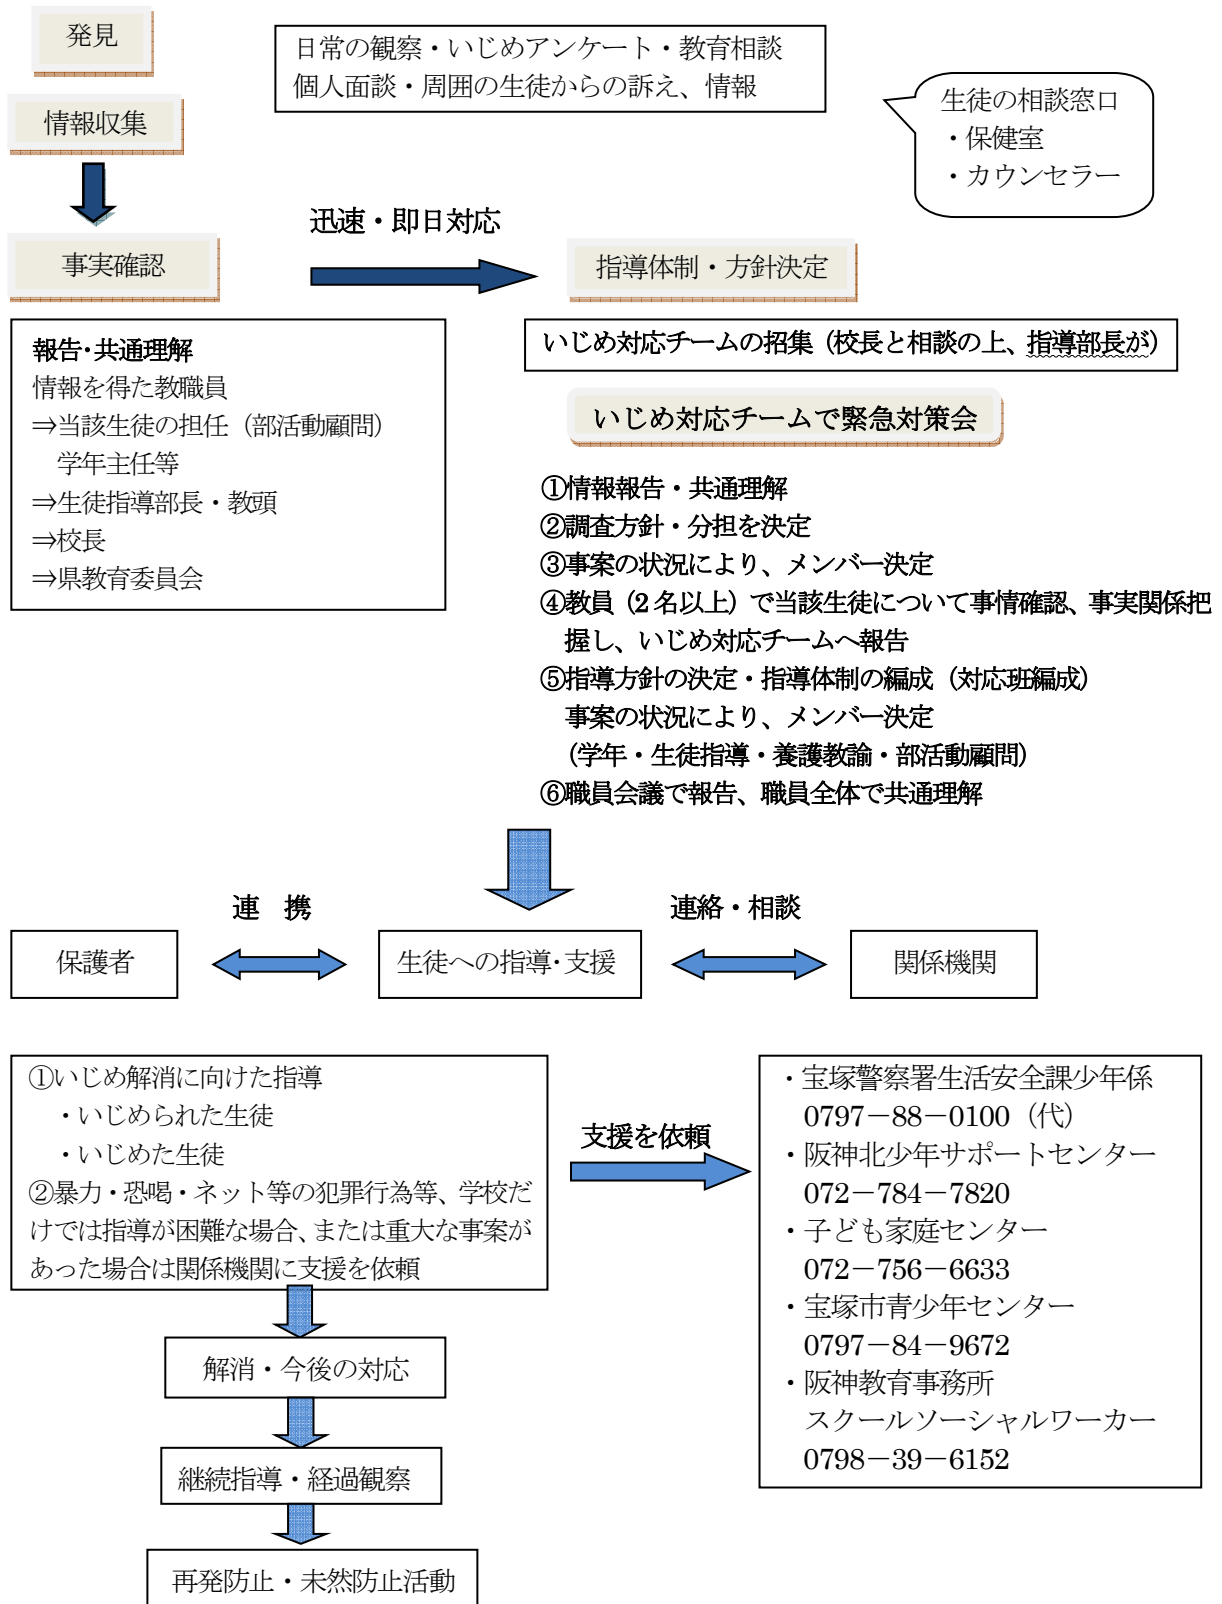 発見
日常の観察・いじめアンケート・教育相談
個人面談・周囲の生徒からの訴え、情報
情報収集
生徒の相談窓口
・保健室
・カウンセラー
迅速・即日対応
事実確認
指導体制・方針決定
報告・共通理解
情報を得た教職員
⇒当該生徒の担任（部活動顧問）
学年主任等
⇒生徒指導部長・教頭
⇒校長
⇒県教育委員会
いじめ対応チームの招集（校長と相談の上、指導部長が）
いじめ対応チームで緊急対策会
①情報報告・共通理解
②調査方針・分担を決定
③事案の状況により、メンバー決定
④教員（2名以上）で当該生徒について事情確認、事実関係把
握し、いじめ対応チームへ報告
⑤指導方針の決定・指導体制の編成（対応班編成）
事案の状況により、メンバー決定
（学年・生徒指導・養護教諭・部活動顧問）
⑥職員会議で報告、職員全体で共通理解
連　携
連絡・相談
保護者
生徒への指導・支援
関係機関
①いじめ解消に向けた指導
・いじめられた生徒
・いじめた生徒
②暴力・恐喝・ネット等の犯罪行為等、学校だ
けでは指導が困難な場合、または重大な事案が
あった場合は関係機関に支援を依頼
支援を依頼
・宝塚警察署生活安全課少年係
0797－88－0100（代）
・阪神北少年サポートセンター
072－784－7820
・子ども家庭センター
072－756－6633
・宝塚市青少年センター
0797－84－9672
・阪神教育事務所
スクールソーシャルワーカー
0798－39－6152
解消・今後の対応
継続指導・経過観察
再発防止・未然防止活動